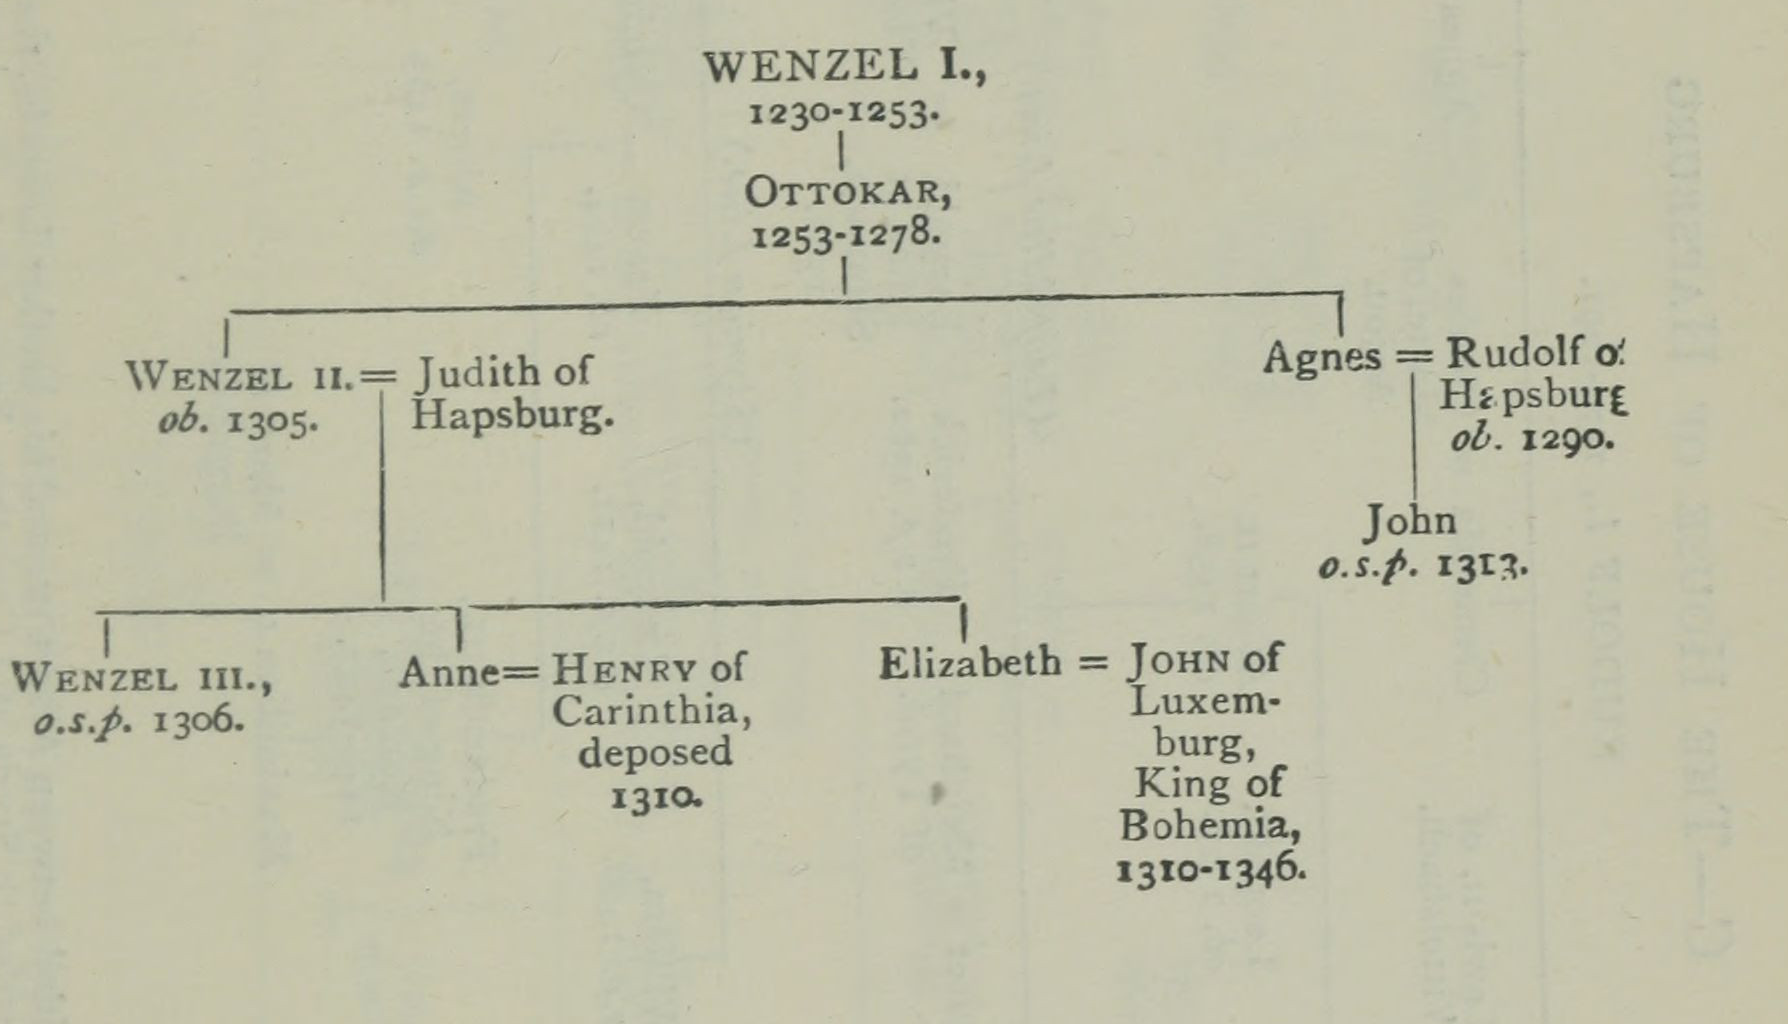 WENZEL I.,
1230-1253.
OTTOKAR,
1253-1278.
WENZEL II. = Judith of
Hapsburg.
ob. 1305.
Agnes = Rudolf of
Hapsburg
ob. 1290.
John
o.s.p. 1313.
WENZEL III.,
o.s.p. 1306.
Anne = HENRY of
Carinthia,
deposed
1310.
Elizabeth = JOHN of
Luxem-
burg,
King of
Bohemia,
1310-1346.